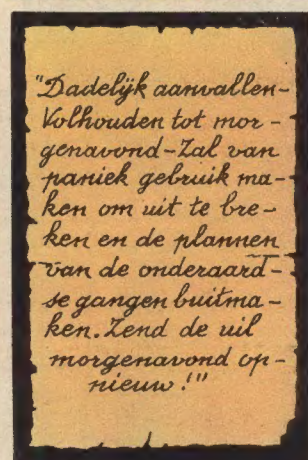 "Dadelijk aanvallen-
Volhouden tot mor-
genavond-Zal van
paniek gebruik ma-
ken om uit te bre-
ken en de plannen
van de onderaard-
se gangen buitma-
ken. Zend de uil
morgenavond op-
nieuw!"